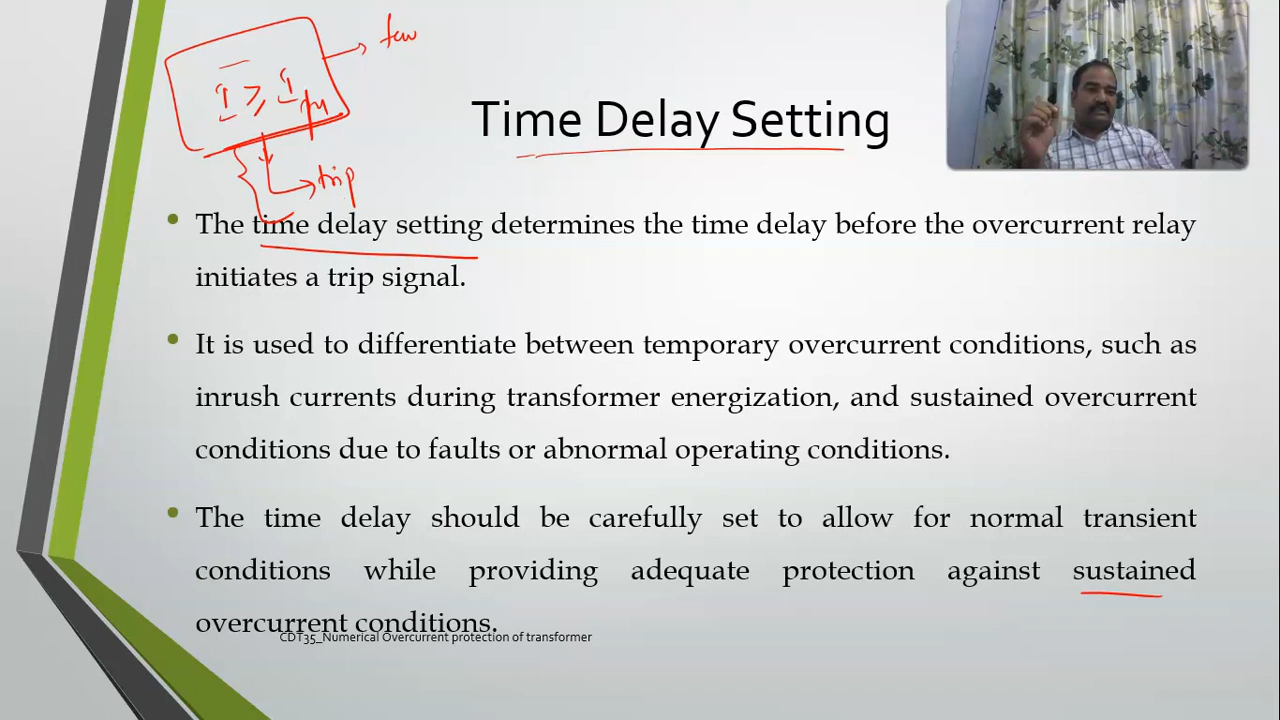 few
I ≥ I
Time Delay Setting
trip
• The time delay setting determines the time delay before the overcurrent relay
initiates a trip signal.
• It is used to differentiate between temporary overcurrent conditions, such as
inrush currents during transformer energization, and sustained overcurrent
conditions due to faults or abnormal operating conditions.
• The time delay should be carefully set to allow for normal transient
conditions while providing adequate protection against sustained
overcurrent conditions.
CDT35_Numerical Overcurrent protection of transformer